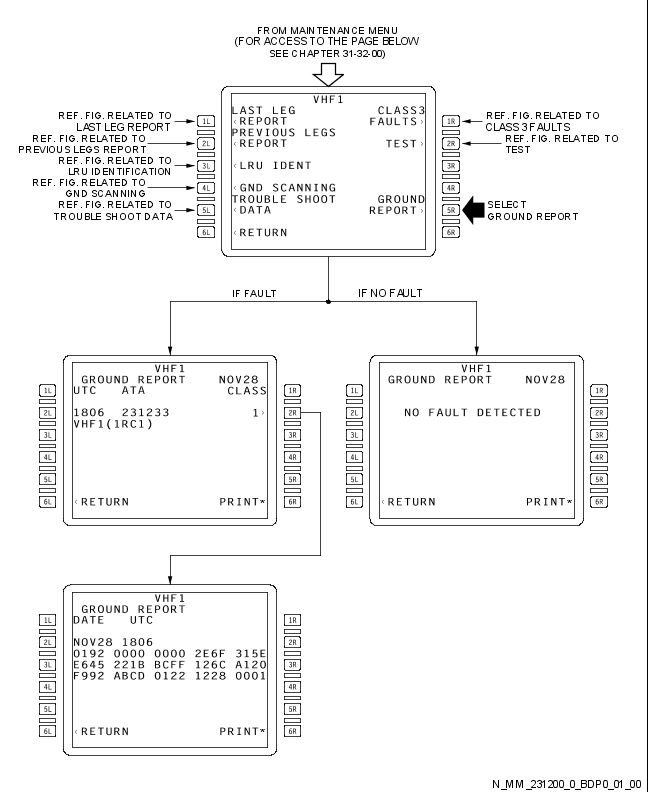 FROM MAINTENANCE MENU
(FOR ACCESS TO THE PAGE BELOW
SEE CHAPTER 31-32-00)
VHF1
LAST LEG CLASS3
‹REPORT FAULTS›
PREVIOUS LEGS
‹REPORT TEST›
‹LRU IDENT
‹GND SCANNING
TROUBLE SHOOT GROUND
‹DATA REPORT›
‹RETURN
1L
2L
3L
4L
5L
6L
1R
2R
3R
4R
5R
6R
REF. FIG. RELATED TO
LAST LEG REPORT
REF. FIG. RELATED TO
PREVIOUS LEGS REPORT
REF. FIG. RELATED TO
LRU IDENTIFICATION
REF. FIG. RELATED TO
GND SCANNING
REF. FIG. RELATED TO
TROUBLE SHOOT DATA
REF. FIG. RELATED TO
CLASS 3 FAULTS
REF. FIG. RELATED TO
TEST
SELECT
GROUND REPORT
IF FAULT
IF NO FAULT
VHF1
GROUND REPORT NOV28
UTC ATA CLASS
1806 231233 1›
VHF1(1RC1)
‹RETURN PRINT*
1L
2L
3L
4L
5L
6L
1R
2R
3R
4R
5R
6R
VHF1
GROUND REPORT NOV28
NO FAULT DETECTED
‹RETURN PRINT*
1L
2L
3L
4L
5L
6L
1R
2R
3R
4R
5R
6R
VHF1
GROUND REPORT
DATE UTC
NOV28 1806
0192 0000 0000 2E6F 315E
E645 221B BCFF 126C A120
F992 ABCD 0122 1228 0001
‹RETURN PRINT*
1L
2L
3L
4L
5L
6L
1R
2R
3R
4R
5R
6R
N_MM_231200_0_BDP0_01_00